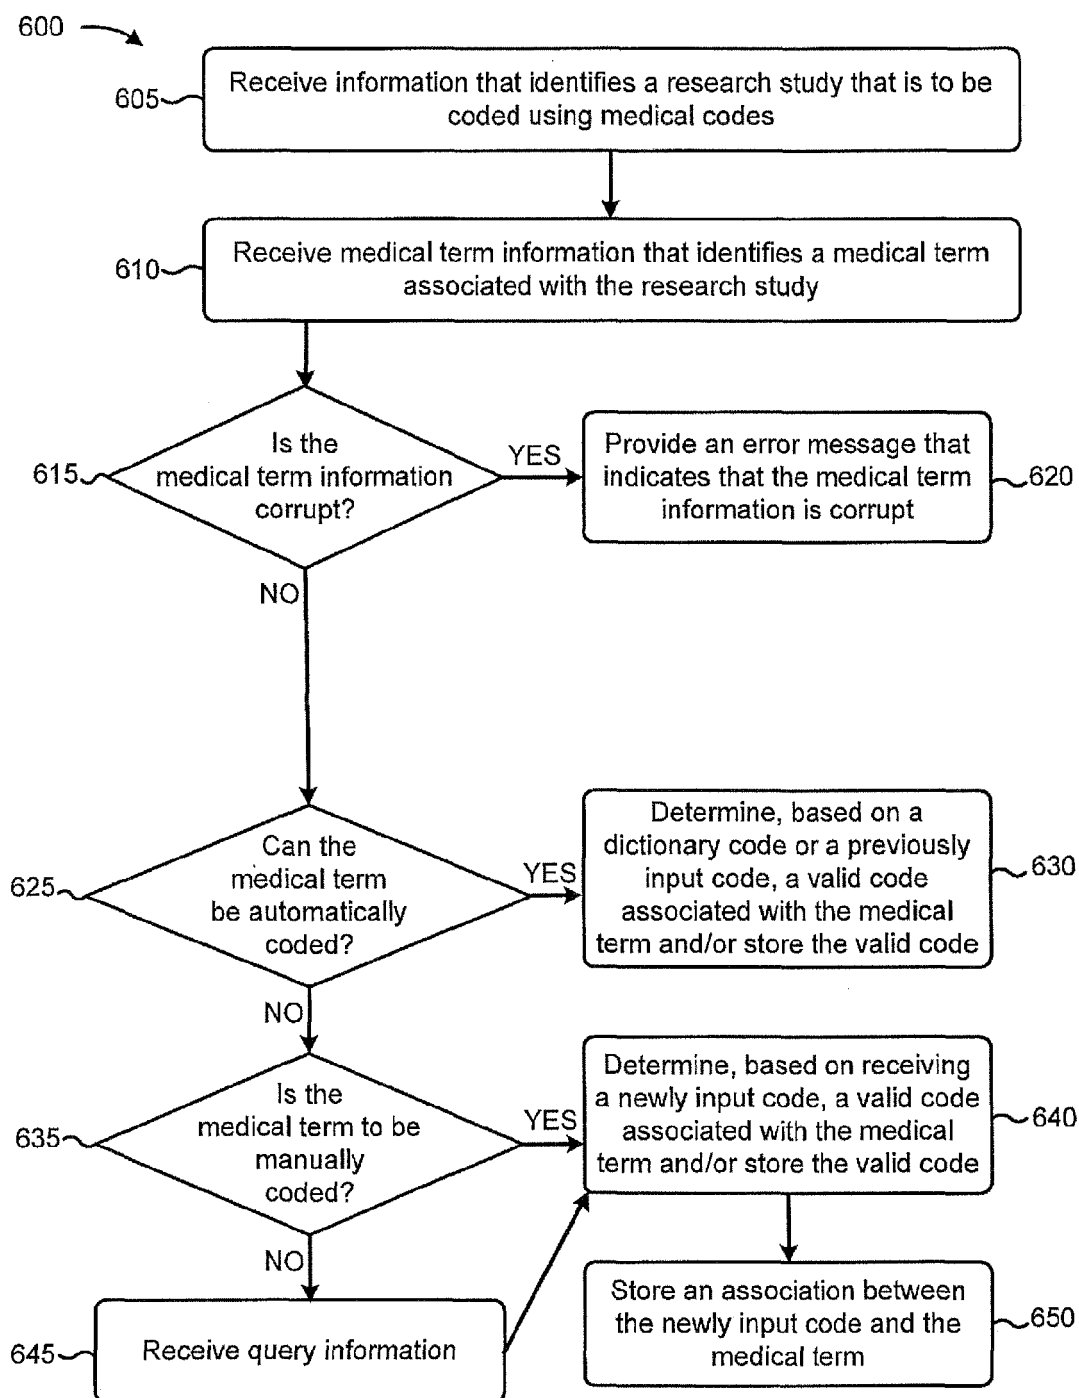 600
605
Receive information that identifies a research study that is to be
coded using medical codes
610
Receive medical term information that identifies a medical term
associated with the research study
615
Is the
medical term information
corrupt?
YES
Provide an error message that
indicates that the medical term
information is corrupt
620
NO
625
Can the
medical term
be automatically
coded?
YES
Determine, based on a
dictionary code or a previously
input code, a valid code
associated with the medical
term and/or store the valid code
630
NO
635
Is the
medical term to be
manually
coded?
YES
Determine, based on receiving
a newly input code, a valid code
associated with the medical
term and/or store the valid code
640
NO
645
Receive query information
Store an association between
the newly input code and the
medical term
650